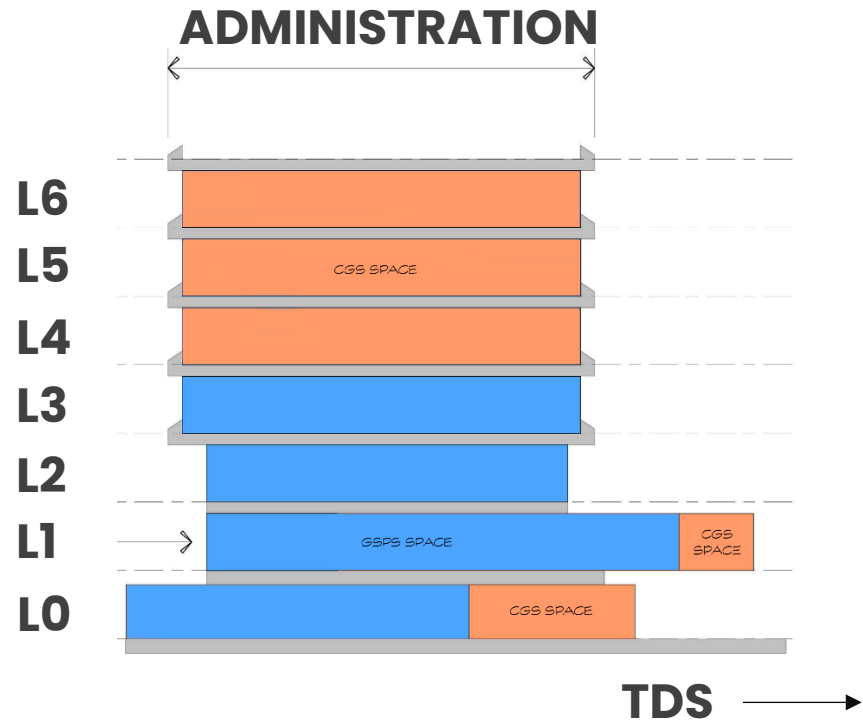 ADMINISTRATION
L6
L5
CGS SPACE
L4
L3
L2
L1
GSPS SPACE
CGS
SPACE
L0
CGS SPACE
TDS